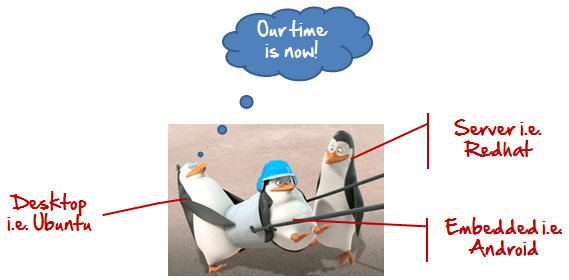 Our time
is now!
Server i.e.
Redhat
Desktop
i.e. Ubuntu
Embedded i.e.
Android